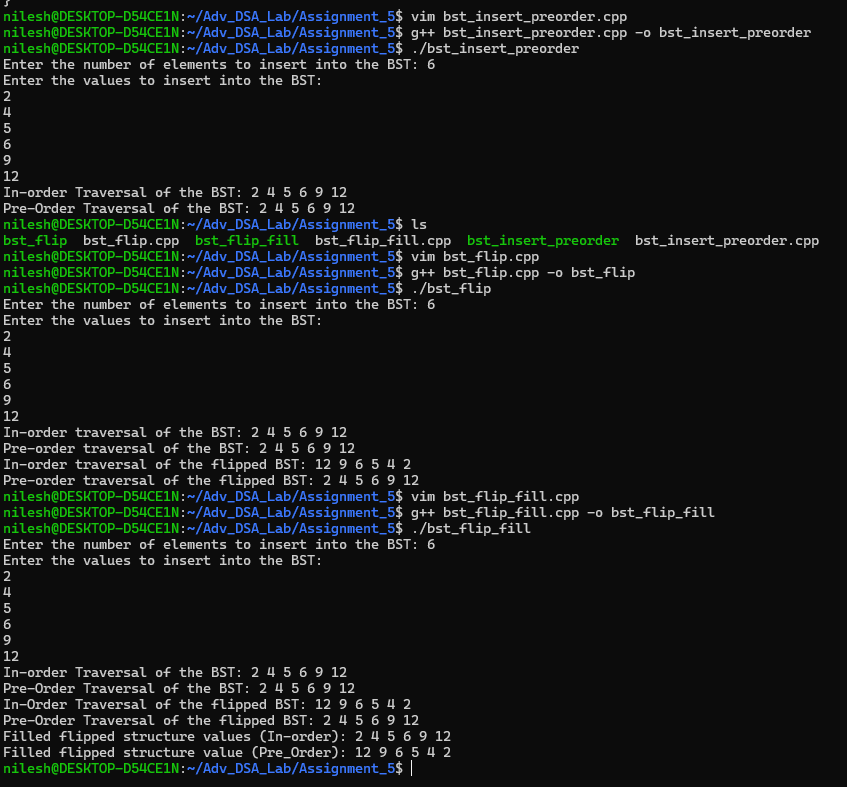 }
nilesh@DESKTOP-D54CE1N:~/Adv_DSA_Lab/Assignment_5$ vim bst_insert_preorder.cpp
nilesh@DESKTOP-D54CE1N:~/Adv_DSA_Lab/Assignment_5$ g++ bst_insert_preorder.cpp -o bst_insert_preorder
nilesh@DESKTOP-D54CE1N:~/Adv_DSA_Lab/Assignment_5$ ./bst_insert_preorder
Enter the number of elements to insert into the BST: 6
Enter the values to insert into the BST:
2
4
5
6
9
12
In-order Traversal of the BST: 2 4 5 6 9 12
Pre-Order Traversal of the BST: 2 4 5 6 9 12
nilesh@DESKTOP-D54CE1N:~/Adv_DSA_Lab/Assignment_5$ ls
bst_flip  bst_flip.cpp  bst_flip_fill  bst_flip_fill.cpp  bst_insert_preorder  bst_insert_preorder.cpp
nilesh@DESKTOP-D54CE1N:~/Adv_DSA_Lab/Assignment_5$ vim bst_flip.cpp
nilesh@DESKTOP-D54CE1N:~/Adv_DSA_Lab/Assignment_5$ g++ bst_flip.cpp -o bst_flip
nilesh@DESKTOP-D54CE1N:~/Adv_DSA_Lab/Assignment_5$ ./bst_flip
Enter the number of elements to insert into the BST: 6
Enter the values to insert into the BST:
2
4
5
6
9
12
In-order traversal of the BST: 2 4 5 6 9 12
Pre-order traversal of the BST: 2 4 5 6 9 12
In-order traversal of the flipped BST: 12 9 6 5 4 2
Pre-order traversal of the flipped BST: 2 4 5 6 9 12
nilesh@DESKTOP-D54CE1N:~/Adv_DSA_Lab/Assignment_5$ vim bst_flip_fill.cpp
nilesh@DESKTOP-D54CE1N:~/Adv_DSA_Lab/Assignment_5$ g++ bst_flip_fill.cpp -o bst_flip_fill
nilesh@DESKTOP-D54CE1N:~/Adv_DSA_Lab/Assignment_5$ ./bst_flip_fill
Enter the number of elements to insert into the BST: 6
Enter the values to insert into the BST:
2
4
5
6
9
12
In-order Traversal of the BST: 2 4 5 6 9 12
Pre-Order Traversal of the BST: 2 4 5 6 9 12
In-Order Traversal of the flipped BST: 12 9 6 5 4 2
Pre-Order Traversal of the flipped BST: 2 4 5 6 9 12
Filled flipped structure values (In-order): 2 4 5 6 9 12
Filled flipped structure value (Pre_Order): 12 9 6 5 4 2
nilesh@DESKTOP-D54CE1N:~/Adv_DSA_Lab/Assignment_5$